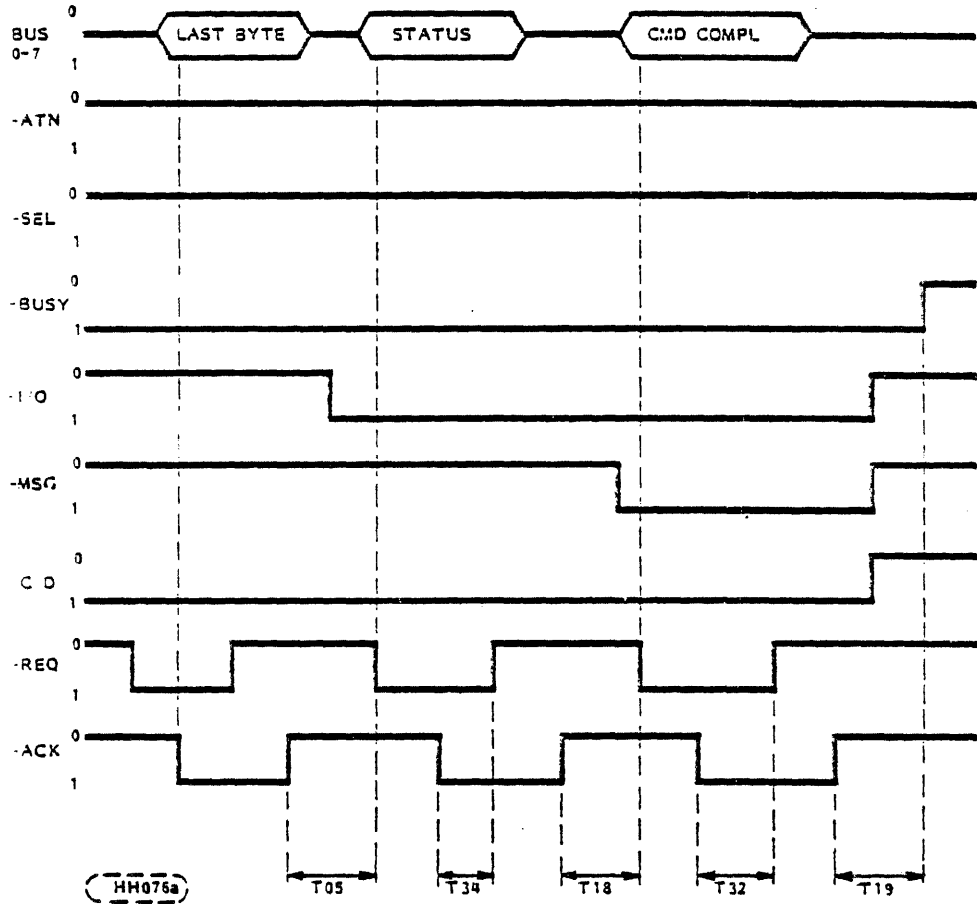 0
BUS LAST BYTE STATUS CMD COMPL
0-7
1
0
-ATN
1
0
-SEL
1
0
-BUSY
1
0
-I/O
1
0
-MSG
1
0
C D
1
0
-REQ
1
0
-ACK
1
HH076a T05 T34 T18 T32 T19